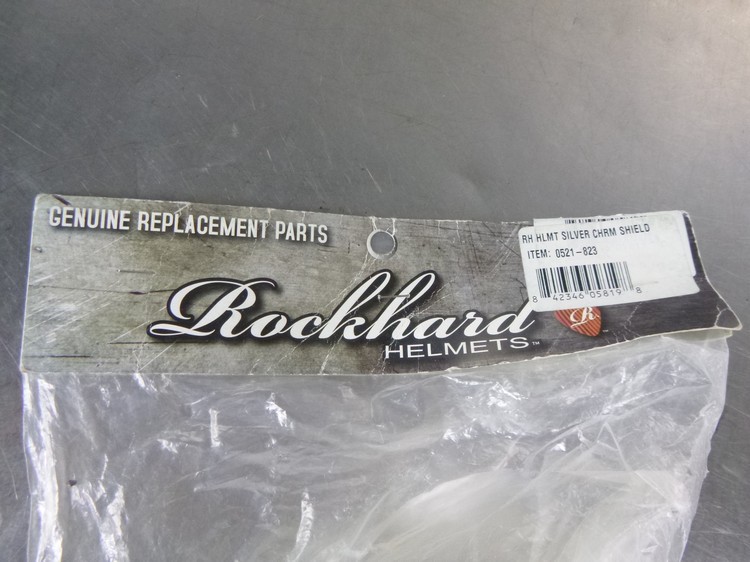 GENUINE REPLACEMENT PARTS
RH HLMT SILVER CHRM SHIELD
ITEM: 0521-823
8 42346 05819 8
Rockhard
HELMETS™
R